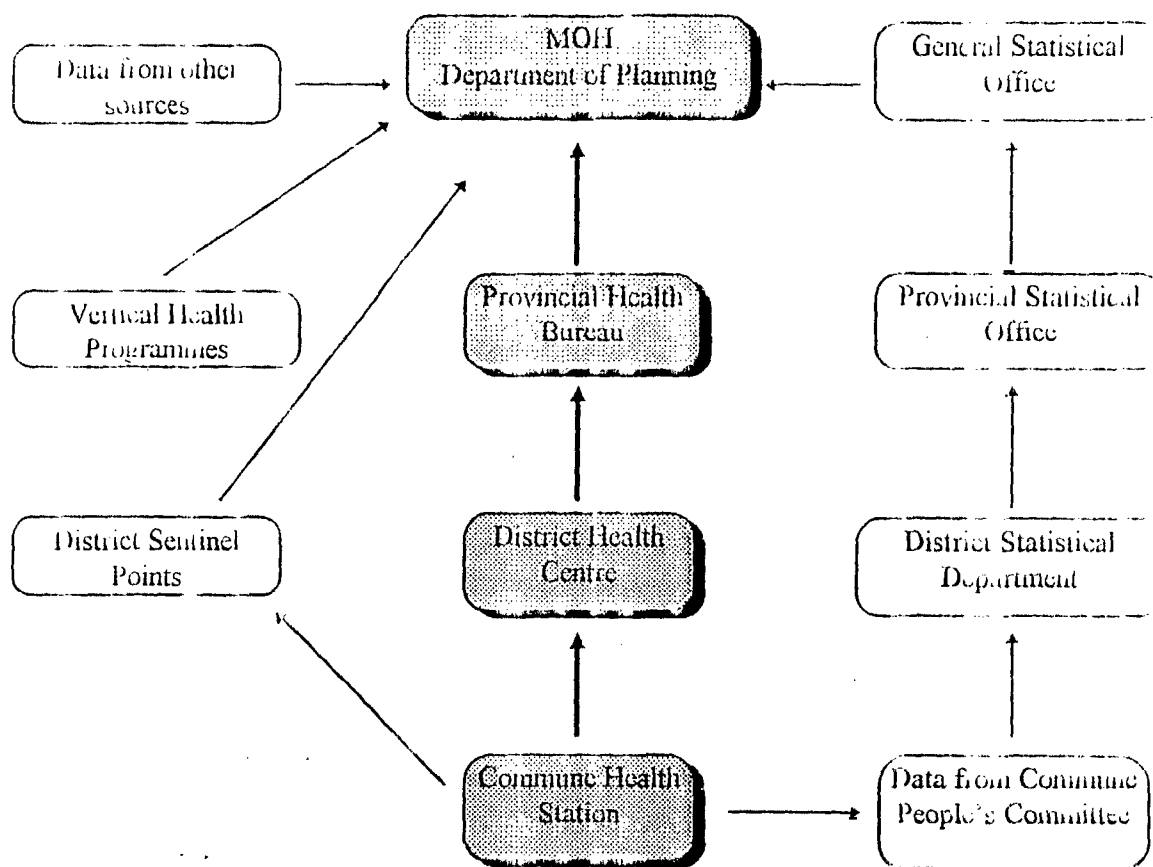 Data from other
sources
MOH
Department of Planning
General Statistical
Office
Vertical Health
Programmes
Provincial Health
Bureau
Provincial Statistical
Office
District Sentinel
Points
District Health
Centre
District Statistical
Department
Commune Health
Station
Data from Commune
People's Committee